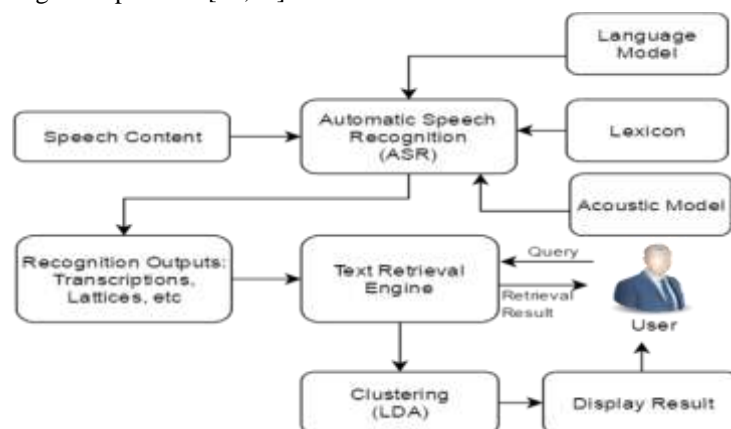 Language
Model
Speech Content
Automatic Speech
Recognition
(ASR)
Lexicon
Acoustic Model
Recognition Outputs:
Transcriptions,
Lattices, etc
Text Retrieval
Engine
Query
Retrieval
Result
User
Clustering
(LDA)
Display Result